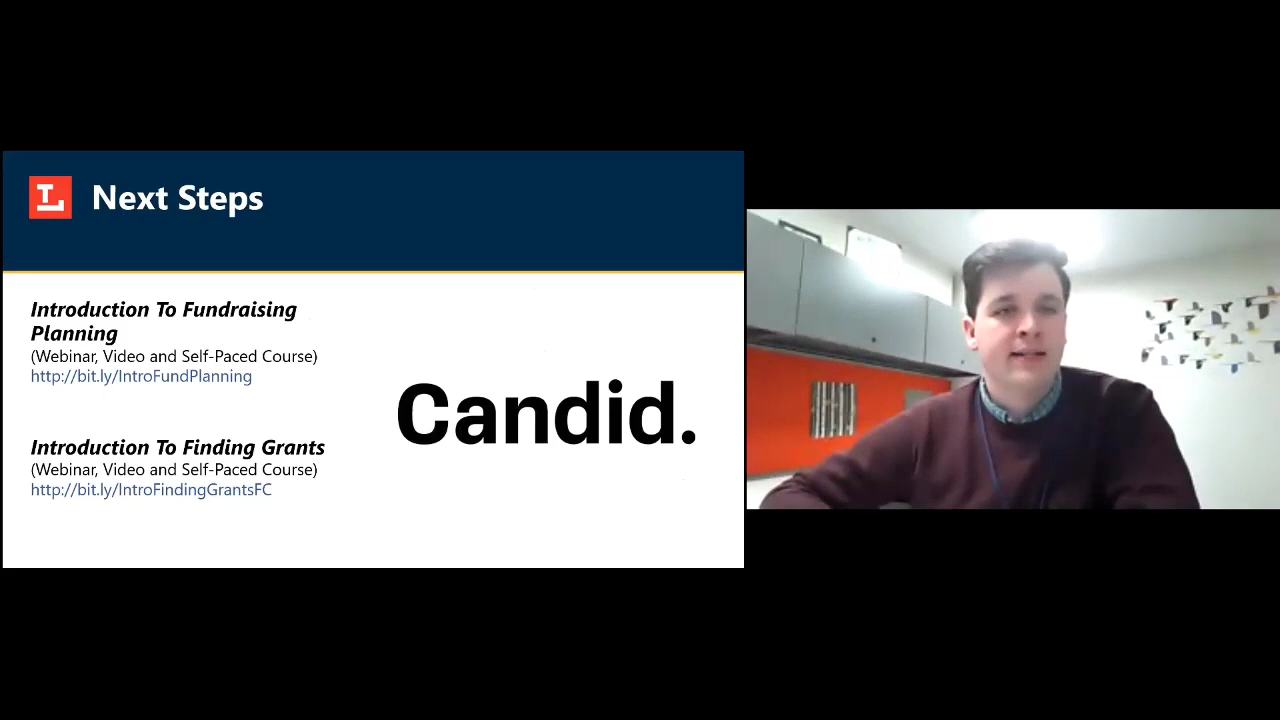 Next Steps
Introduction To Fundraising
Planning
(Webinar, Video and Self-Paced Course)
http://bit.ly/IntroFundPlanning
Candid.
Introduction To Finding Grants
(Webinar, Video and Self-Paced Course)
http://bit.ly/IntroFindingGrantsFC